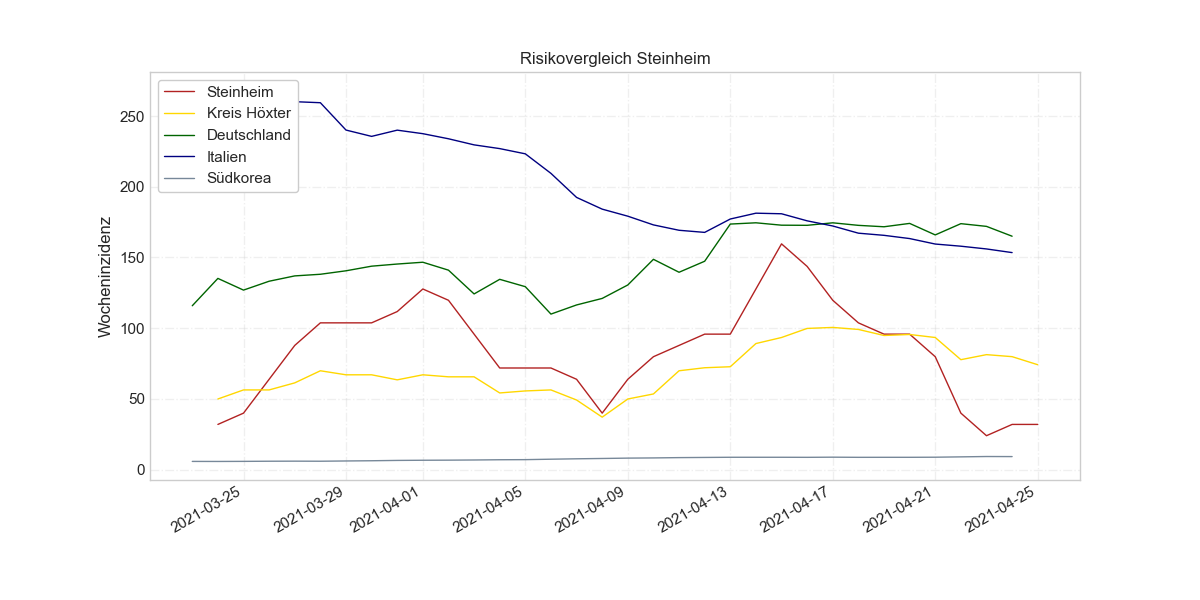 Risikovergleich Steinheim
Steinheim
Kreis Höxter
Deutschland
Italien
Südkorea
Wocheninzidenz
250
200
150
100
50
0
2021-03-25
2021-03-29
2021-04-01
2021-04-05
2021-04-09
2021-04-13
2021-04-17
2021-04-21
2021-04-25